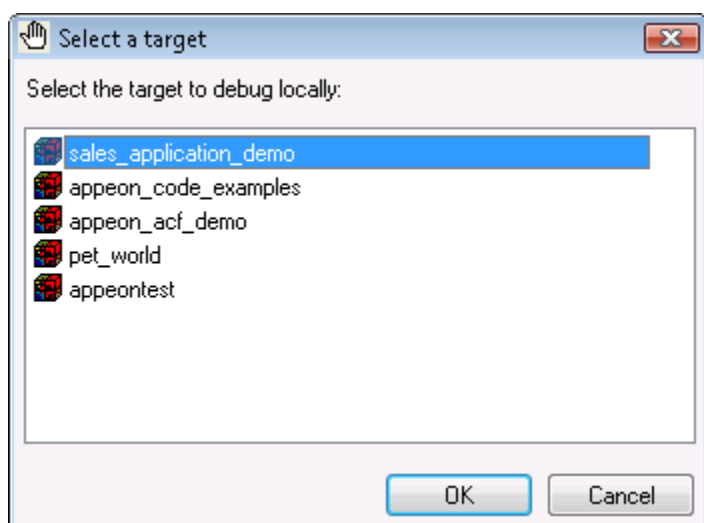 Select a target
Select the target to debug locally:
sales_application_demo
appeon_code_examples
appeon_acf_demo
pet_world
appeontest
OK Cancel